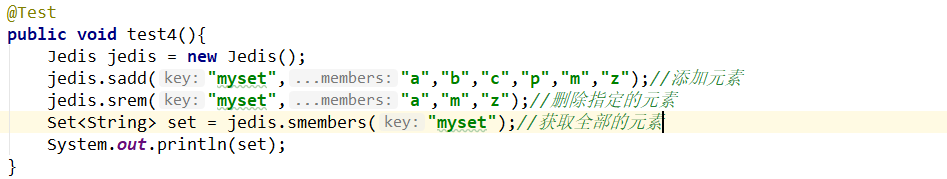 @Test
public void test4(){
    Jedis jedis = new Jedis();
    jedis.sadd( key: "myset", ...members: "a","b","c","p","m","z");//添加元素
    jedis.srem( key: "myset", ...members: "a","m","z");//删除指定的元素
    Set<String> set = jedis.smembers( key: "myset");//获取全部的元素
    System.out.println(set);
}